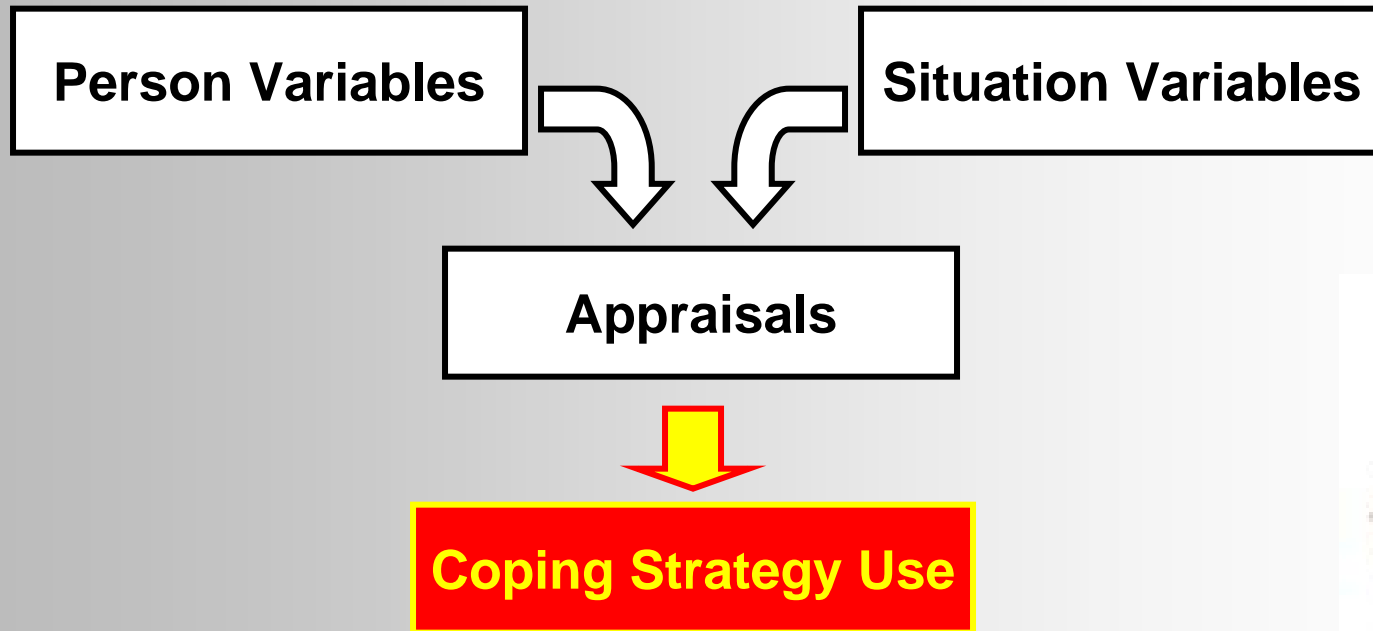 Person Variables
Situation Variables
Appraisals
Coping Strategy Use